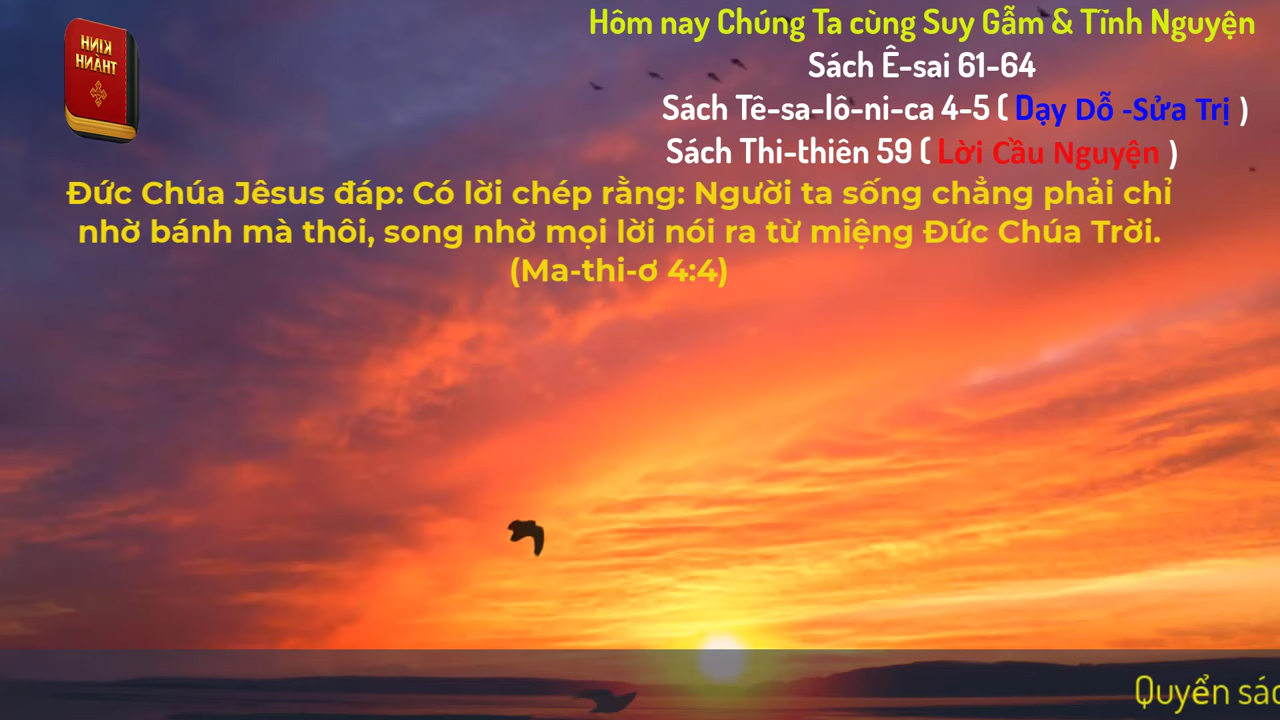 KINH
THÁNH
Hôm nay Chúng Ta cùng Suy Gẫm & Tĩnh Nguyện
Sách Ê-sai 61-64
Sách Tê-sa-lô-ni-ca 4-5 ( Dạy Dỗ -Sửa Trị )
Sách Thi-thiên 59 ( Lời Cầu Nguyện )
Đức Chúa Jêsus đáp: Có lời chép rằng: Người ta sống chẳng phải chỉ
nhờ bánh mà thôi, song nhờ mọi lời nói ra từ miệng Đức Chúa Trời.
(Ma-thi-ơ 4:4)
Quyển